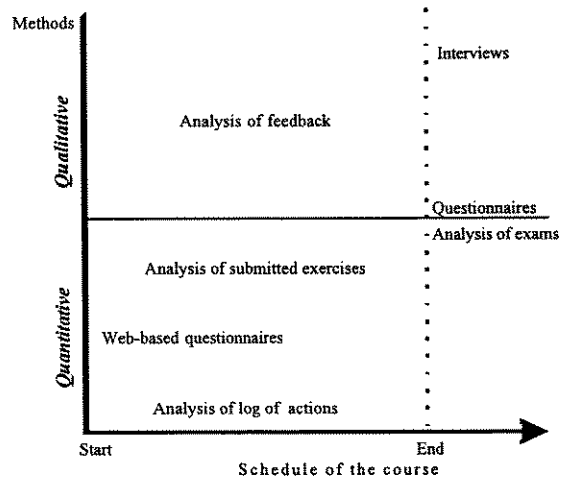 Methods
Interviews
Qualitative
Analysis of feedback
Questionnaires
Analysis of exams
Quantitative
Analysis of submitted exercises
Web-based questionnaires
Analysis of log of actions
Start
End
Schedule of the course